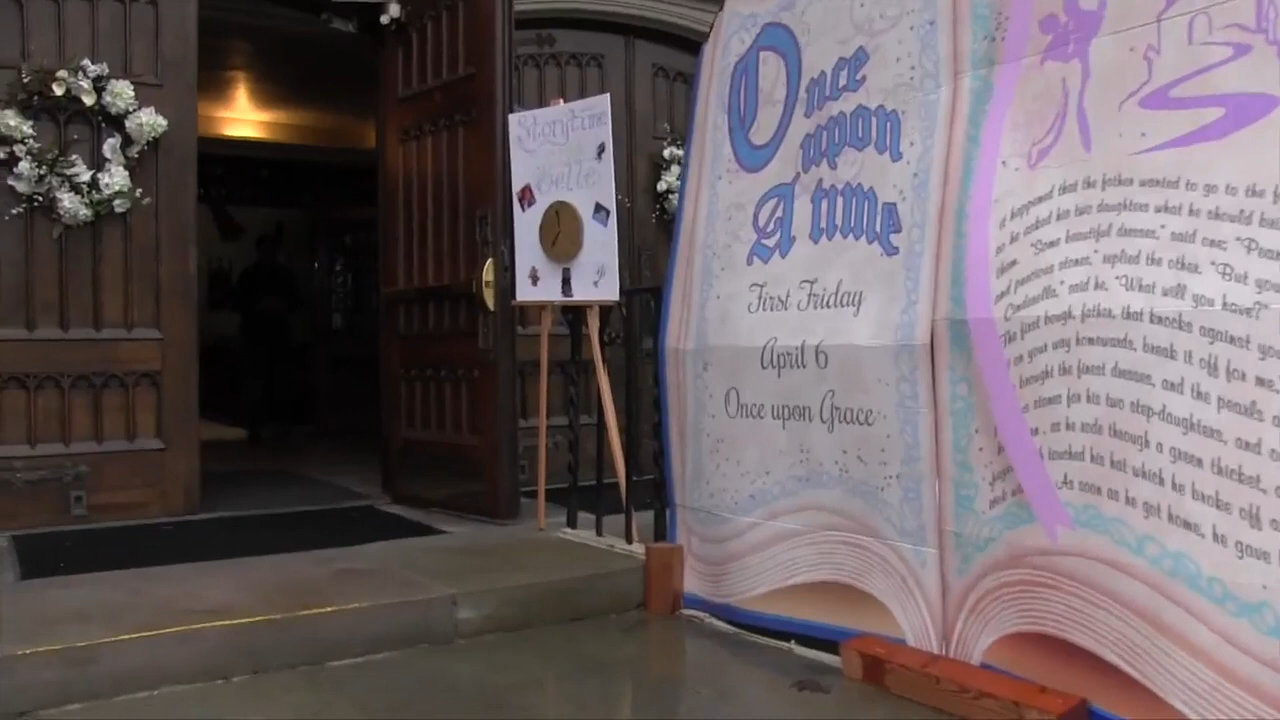 Storytime
Belle
Once
upon
A time
First Friday
April 6
Once upon Grace
it happened that the father wanted to go to the f
so he asked his two daughters what he should
them. "Some beautiful dresses," said one; "Pear
and precious stones," replied the other. "But you
Cinderella," said he, "What will you have?"
The first bough, father, that knocks against yo
on your way homewards, break it off for me.
brought the finest dresses, and the pearls a
stones for his two step-daughters, and o
, as he rode through a green thicket,
touched his hat which he broke off a
As soon as he got home, he gave